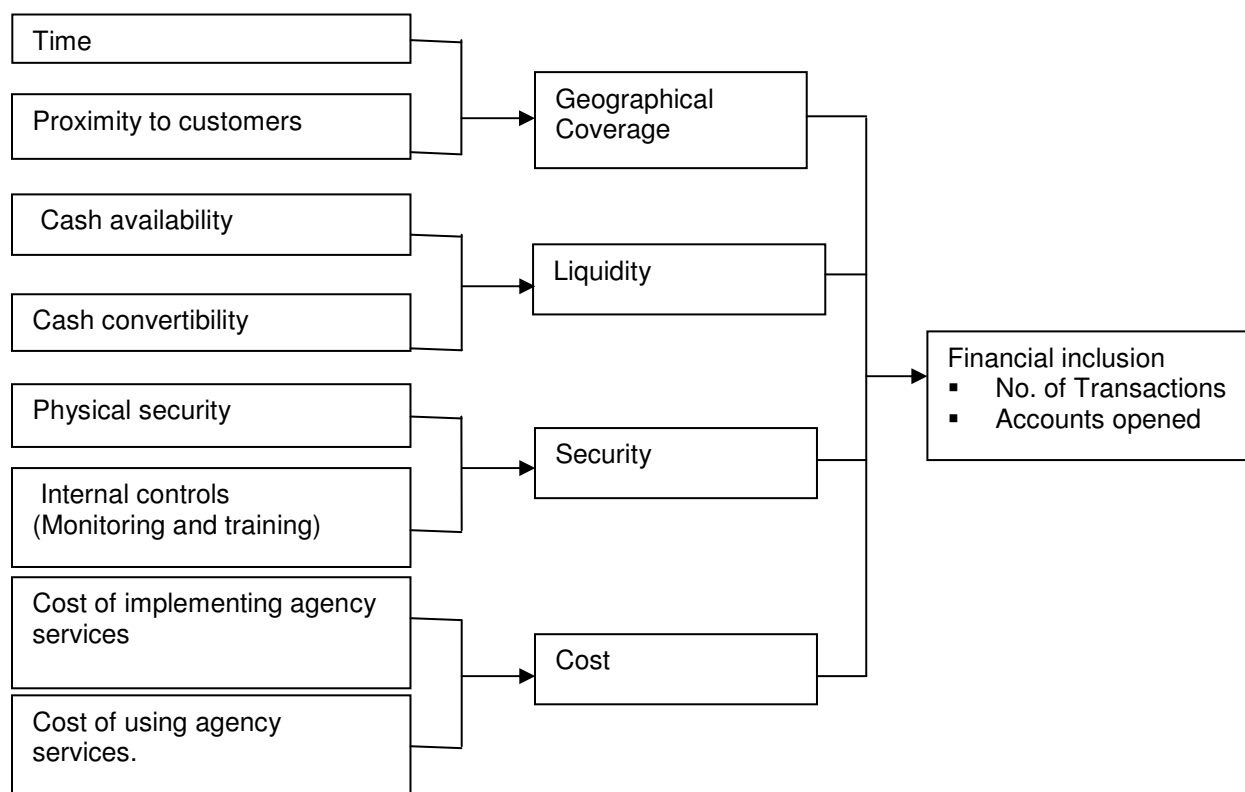 Time
Proximity to customers
Geographical
Coverage
Cash availability
Cash convertibility
Liquidity
Physical security
Internal controls
(Monitoring and training)
Security
Cost of implementing agency
services
Cost of using agency
services.
Cost
Financial inclusion
▪ No. of Transactions
▪ Accounts opened